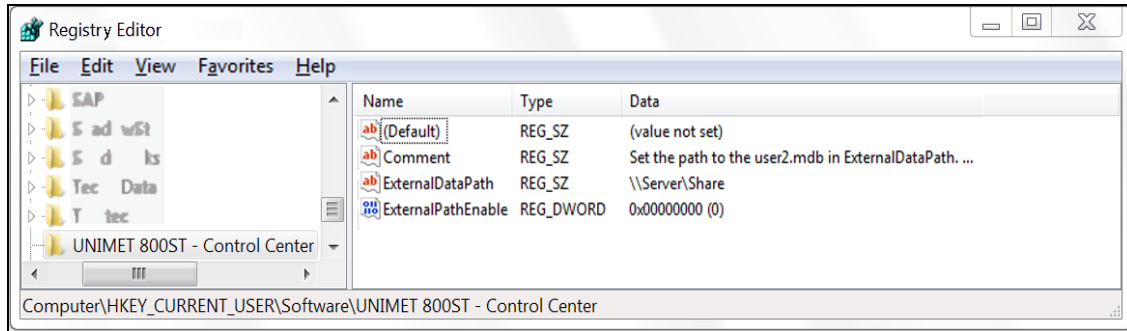 Registry Editor
File Edit View Favorites Help
SAP
Data
UNIMET 800ST - Control Center
Name Type Data
(Default) REG_SZ (value not set)
Comment REG_SZ Set the path to the user2.mdb in ExternalDataPath. ...
ExternalDataPath REG_SZ \\Server\Share
ExternalPathEnable REG_DWORD 0x00000000 (0)
Computer\HKEY_CURRENT_USER\Software\UNIMET 800ST - Control Center